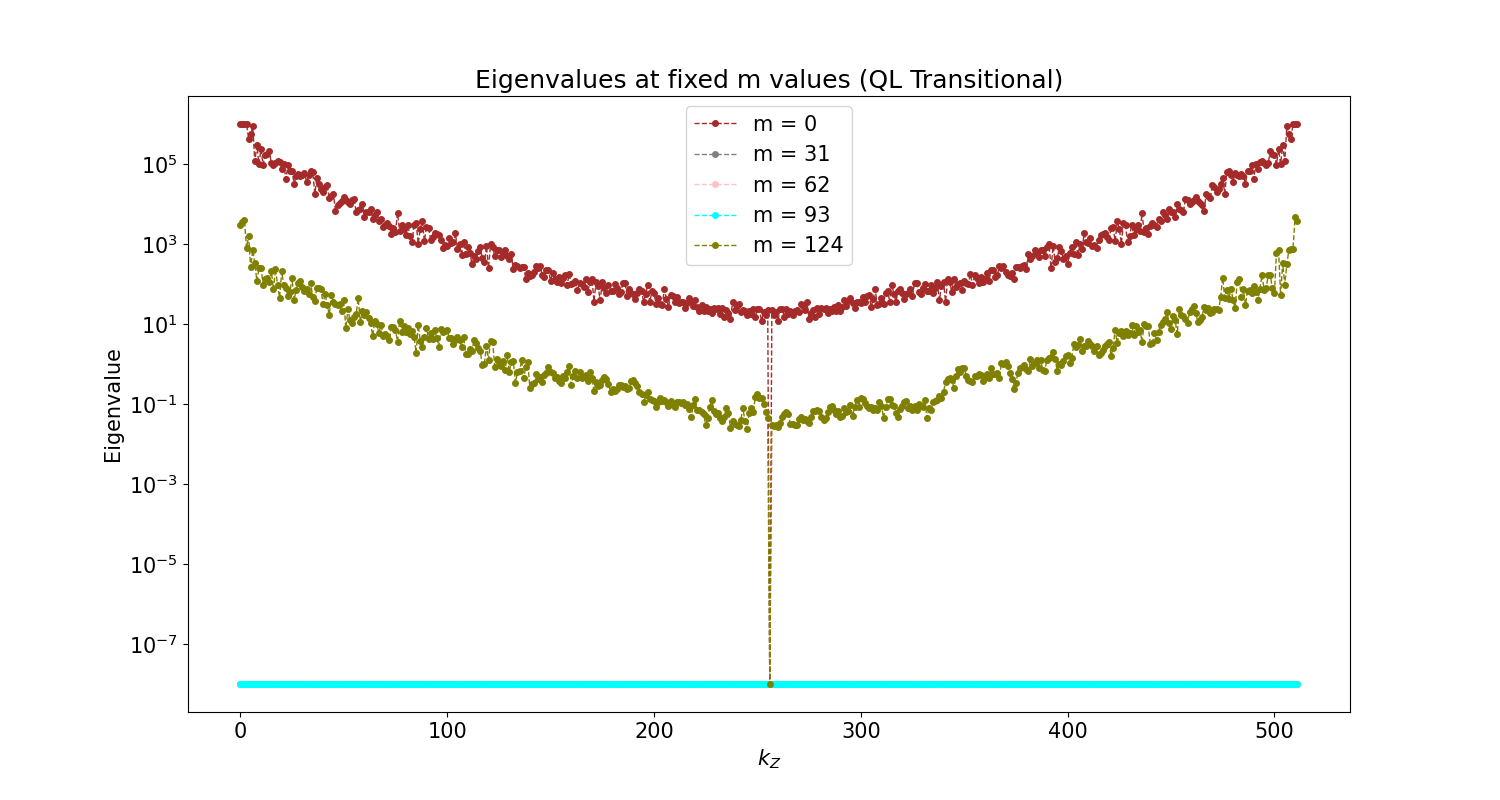 Eigenvalues at fixed m values (QL Transitional)
m = 0
m = 31
m = 62
m = 93
m = 124
Eigenvalue
10^5
10^3
10^1
10^−1
10^−3
10^−5
10^−7
0 100 200 300 400 500
k_Z